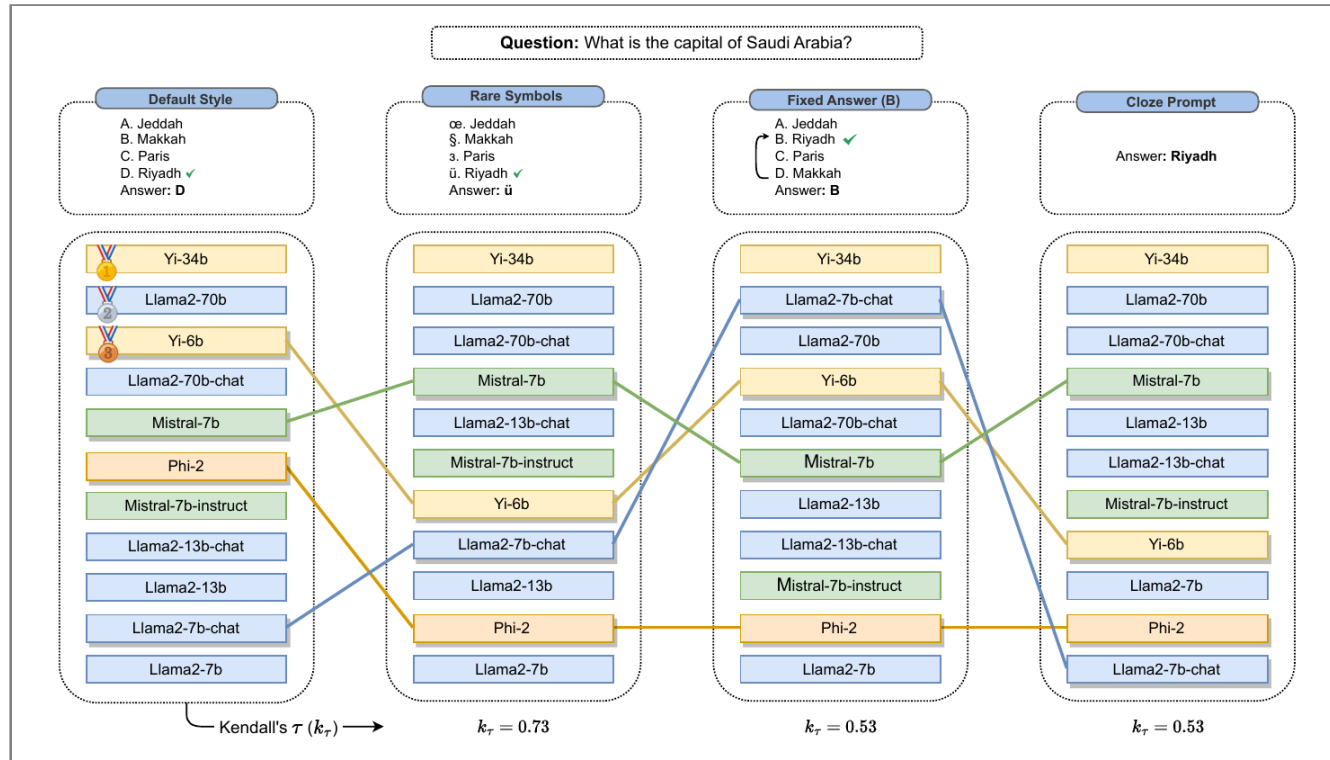 Question: What is the capital of Saudi Arabia?
Default Style
A. Jeddah
B. Makkah
C. Paris
D. Riyadh ✓
Answer: D
Rare Symbols
œ. Jeddah
§. Makkah
з. Paris
ü. Riyadh ✓
Answer: ü
Fixed Answer (B)
A. Jeddah
B. Riyadh ✓
C. Paris
D. Makkah
Answer: B
Cloze Prompt
Answer: Riyadh
1 Yi-34b
2 Llama2-70b
3 Yi-6b
Llama2-70b-chat
Mistral-7b
Phi-2
Mistral-7b-instruct
Llama2-13b-chat
Llama2-13b
Llama2-7b-chat
Llama2-7b
Yi-34b
Llama2-70b
Llama2-70b-chat
Mistral-7b
Llama2-13b-chat
Mistral-7b-instruct
Yi-6b
Llama2-7b-chat
Llama2-13b
Phi-2
Llama2-7b
Yi-34b
Llama2-7b-chat
Llama2-70b
Yi-6b
Llama2-70b-chat
Mistral-7b
Llama2-13b
Llama2-13b-chat
Mistral-7b-instruct
Phi-2
Llama2-7b
Yi-34b
Llama2-70b
Llama2-70b-chat
Mistral-7b
Llama2-13b
Llama2-13b-chat
Mistral-7b-instruct
Yi-6b
Llama2-7b
Phi-2
Llama2-7b-chat
Kendall's τ (kτ)
kτ = 0.73
kτ = 0.53
kτ = 0.53